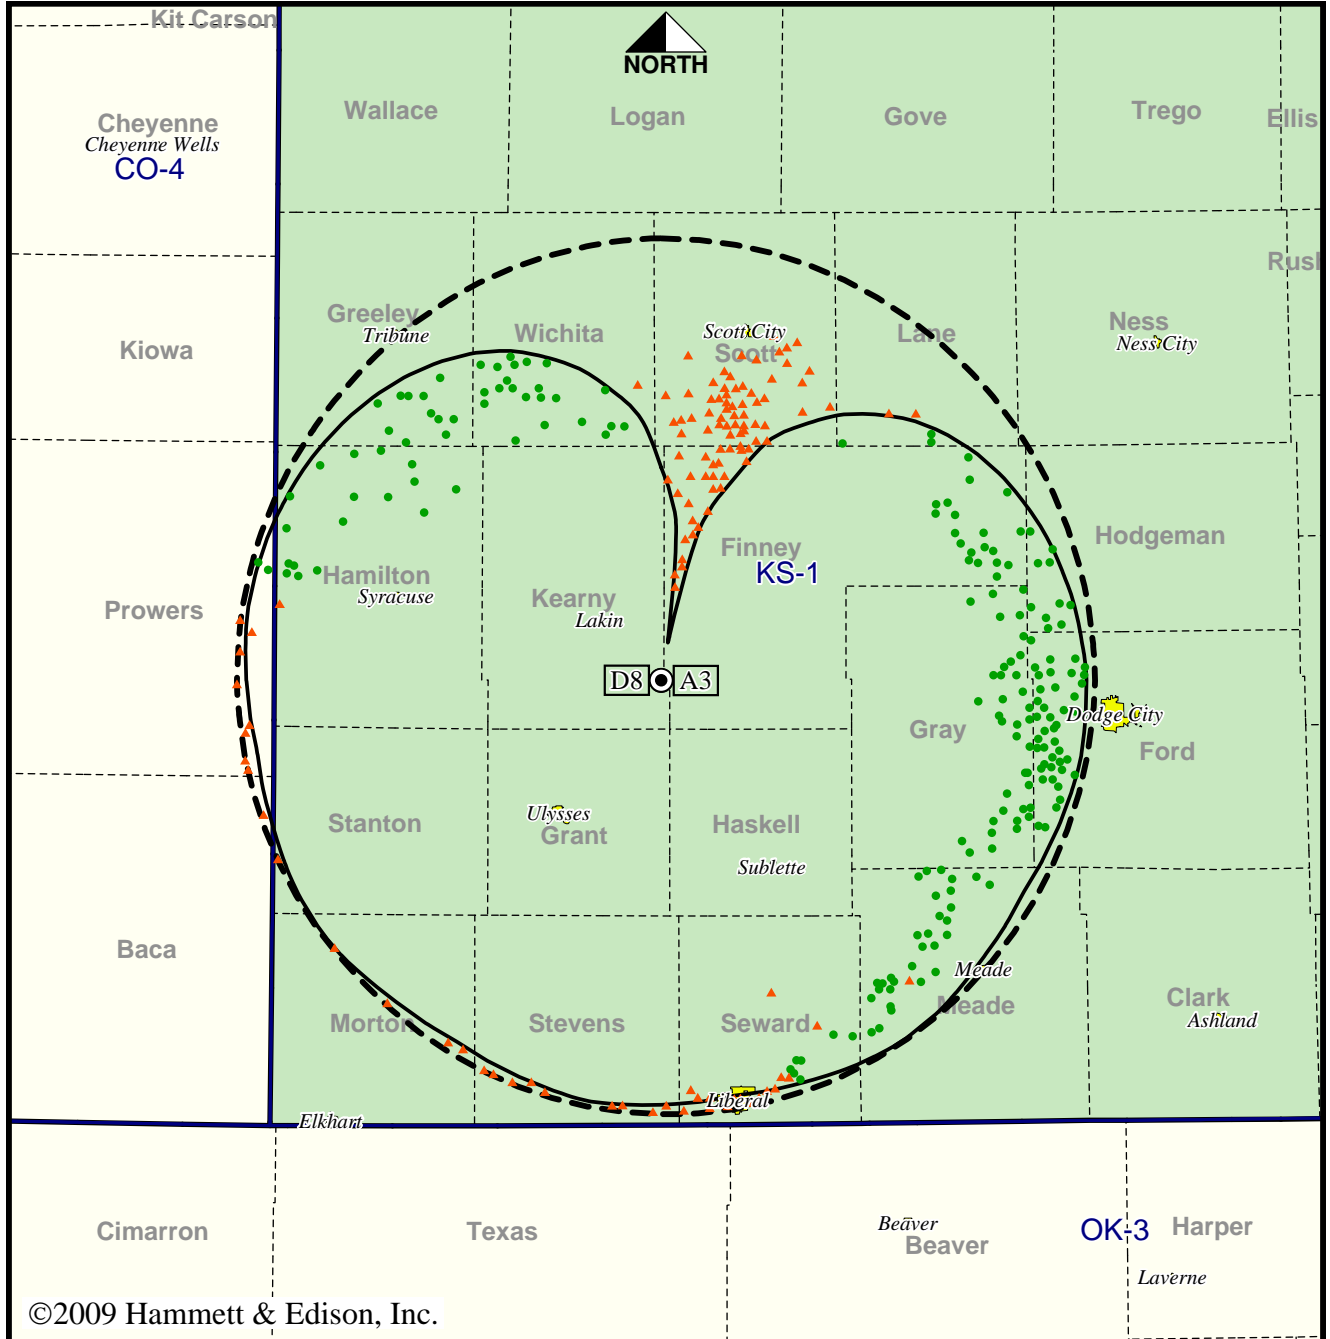 Kit Carson
NORTH
Wallace
Logan
Gove
Trego
Ellis
Cheyenne
Cheyenne Wells
CO-4
Rusl
Greeley
Tribune
Wichita
Scott City
Scott
Lane
Ness
Ness City
Kiowa
Hodgeman
Finney
KS-1
Hamilton
Syracuse
Kearny
Lakin
Prowers
D8
A3
Dodge City
Gray
Ford
Ulysses
Stanton
Grant
Haskell
Sublette
Baca
Meade
Meade
Clark
Ashland
Morton
Stevens
Seward
Liberal
Elkhart
Cimarron
Texas
Beaver
Beaver
OK-3
Harper
Laverne
©2009 Hammett & Edison, Inc.